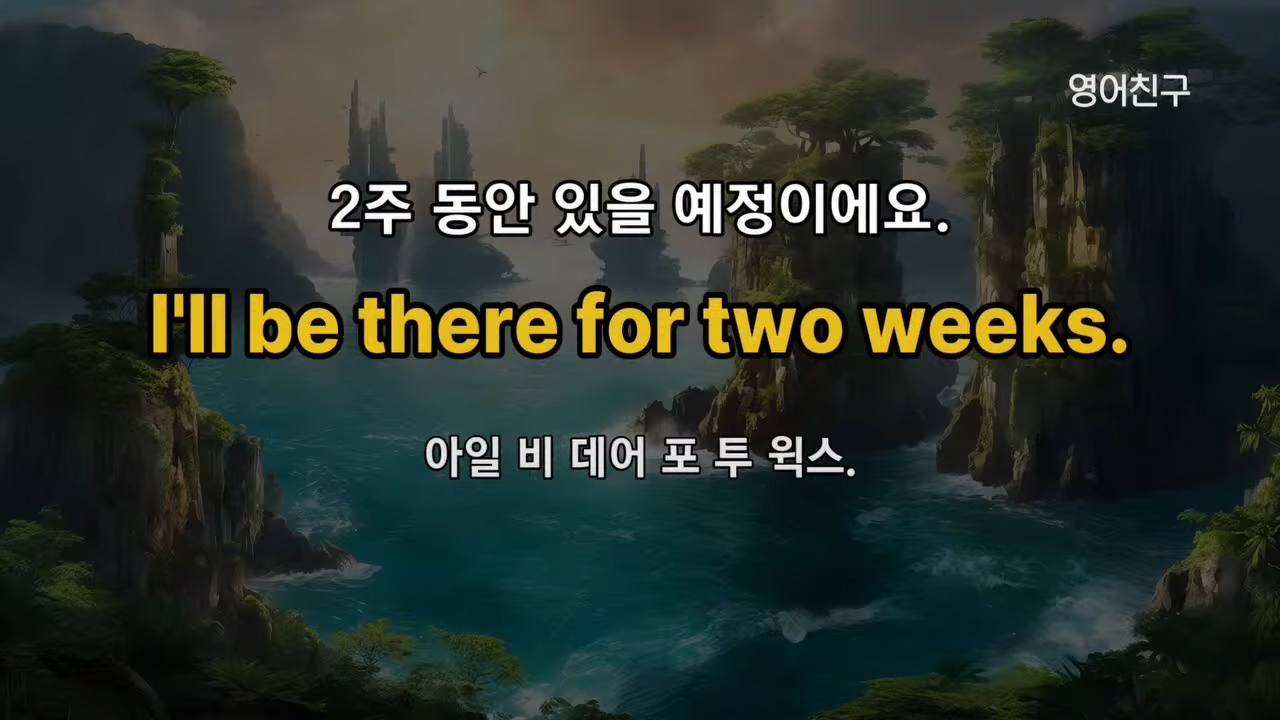 영어친구
2주 동안 있을 예정이에요.
I'll be there for two weeks.
아일 비 데어 포 투 윅스.